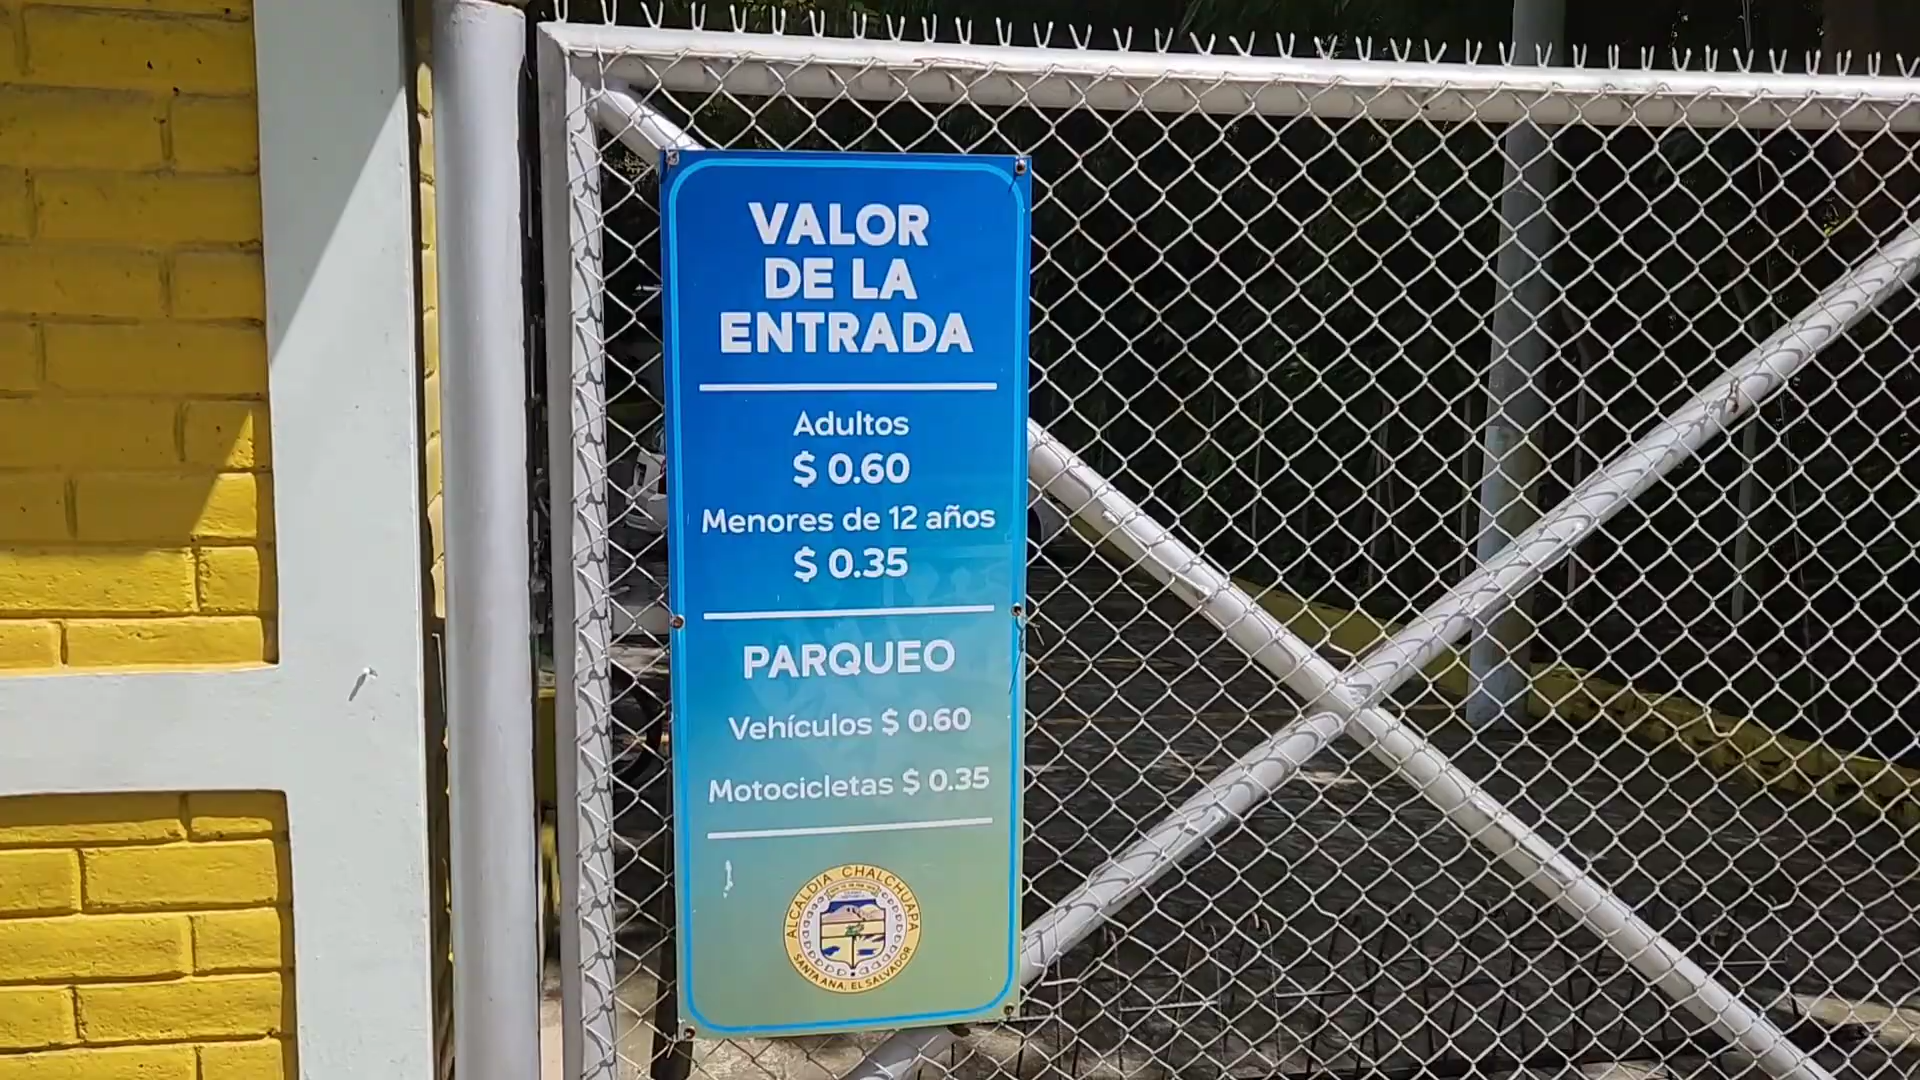 VALOR
DE LA
ENTRADA
Adultos
$ 0.60
Menores de 12 años
$ 0.35
PARQUEO
Vehículos $ 0.60
Motocicletas $ 0.35
ALCALDIA CHALCHUAPA
SANTA ANA, EL SALVADOR